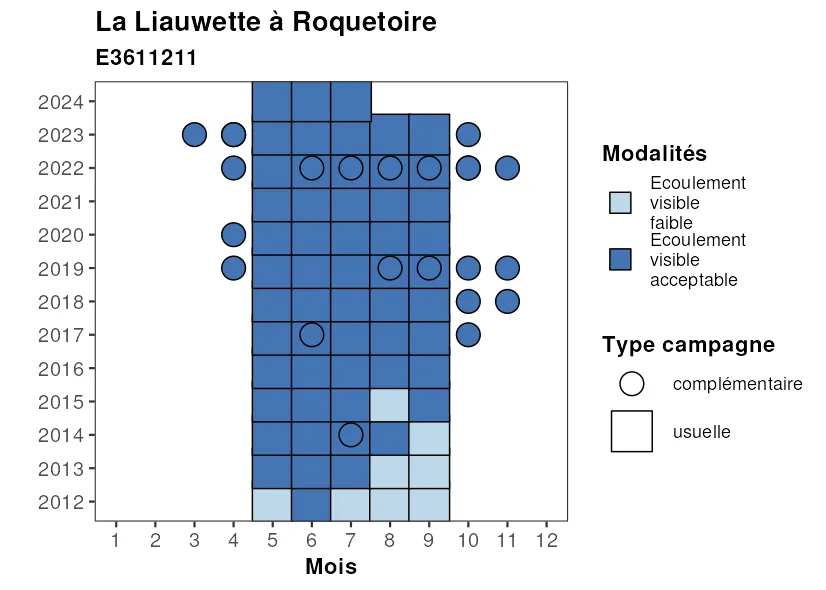 La Liauwette à Roquetoire
E3611211
2024
2023
2022
2021
2020
2019
2018
2017
2016
2015
2014
2013
2012
1 2 3 4 5 6 7 8 9 10 11 12
Mois
Modalités
Ecoulement
visible
faible
Ecoulement
visible
acceptable
Type campagne
complémentaire
usuelle